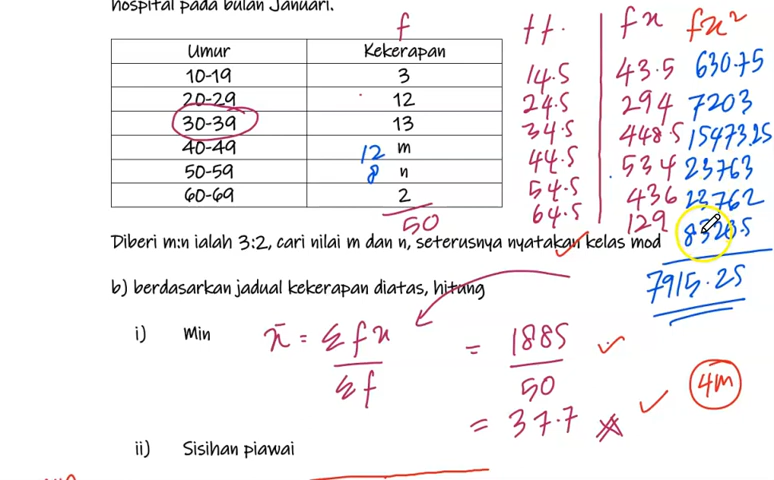 hospital pada bulan Januari.
f tt. fx fx²
Umur Kekerapan
10-19 3 14.5 43.5 630.75
20-29 12 24.5 294 7203
30-39 13 34.5 448.5 15473.25
40-49 12 m 44.5 534 23763
50-59 8 n 54.5 436 23762
60-69 2 64.5 129
50
Diberi m:n ialah 3:2, cari nilai m dan n, seterusnya nyatakan kelas mod
7915.25
b) berdasarkan jadual kekerapan diatas, hitung
i) Min x̄ = Σfx / Σf = 1885 / 50
= 37.7
4m
ii) Sisihan piawai